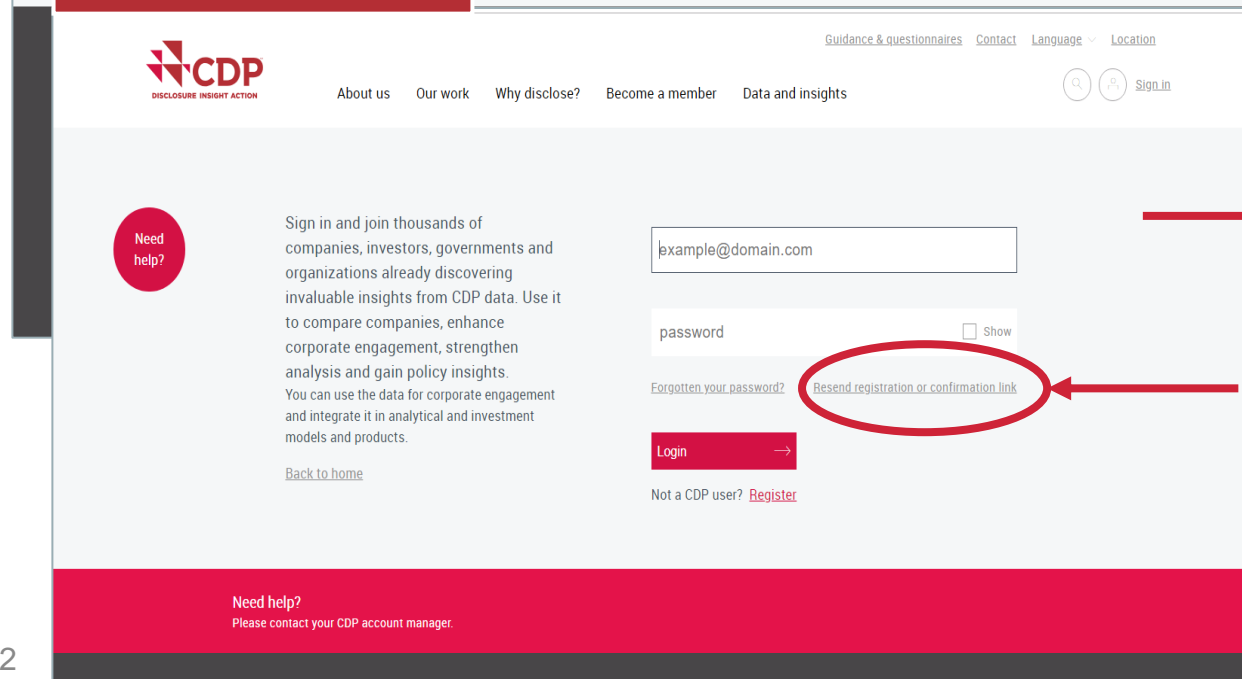 Guidance & questionnaires Contact Language Location
CDP
DISCLOSURE INSIGHT ACTION
About us Our work Why disclose? Become a member Data and insights
Sign in
Need
help?
Sign in and join thousands of
companies, investors, governments and
organizations already discovering
invaluable insights from CDP data. Use it
to compare companies, enhance
corporate engagement, strengthen
analysis and gain policy insights.
You can use the data for corporate engagement
and integrate it in analytical and investment
models and products.
Back to home
example@domain.com
password Show
Forgotten your password? Resend registration or confirmation link
Login
Not a CDP user? Register
Need help?
Please contact your CDP account manager.
2